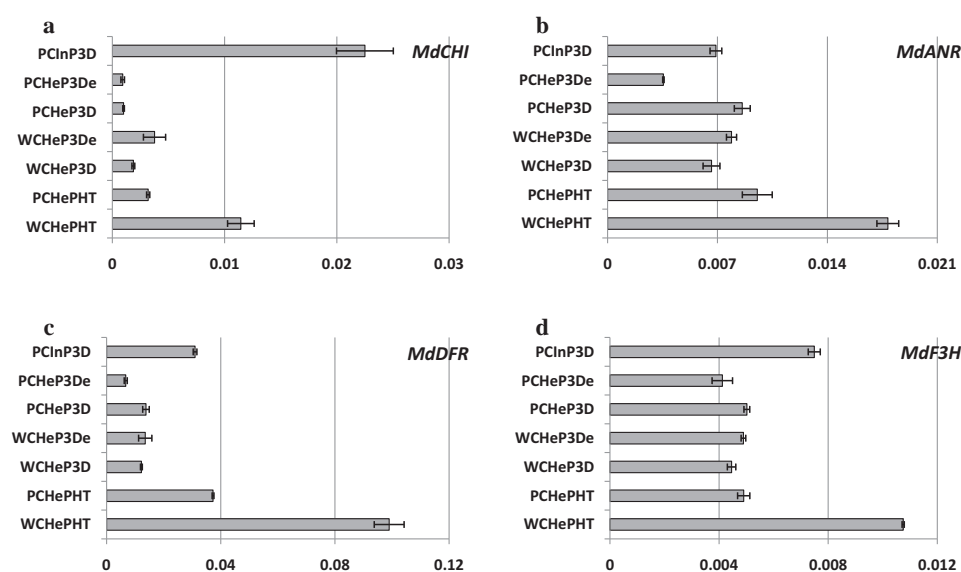 a
MdCHI
PCInP3D
PCHeP3De
PCHeP3D
WCHeP3De
WCHeP3D
PCHePHT
WCHePHT
0 0.01 0.02 0.03
b
MdANR
PCInP3D
PCHeP3De
PCHeP3D
WCHeP3De
WCHeP3D
PCHePHT
WCHePHT
0 0.007 0.014 0.021
c
MdDFR
PCInP3D
PCHeP3De
PCHeP3D
WCHeP3De
WCHeP3D
PCHePHT
WCHePHT
0 0.04 0.08 0.12
d
MdF3H
PCInP3D
PCHeP3De
PCHeP3D
WCHeP3De
WCHeP3D
PCHePHT
WCHePHT
0 0.004 0.008 0.012